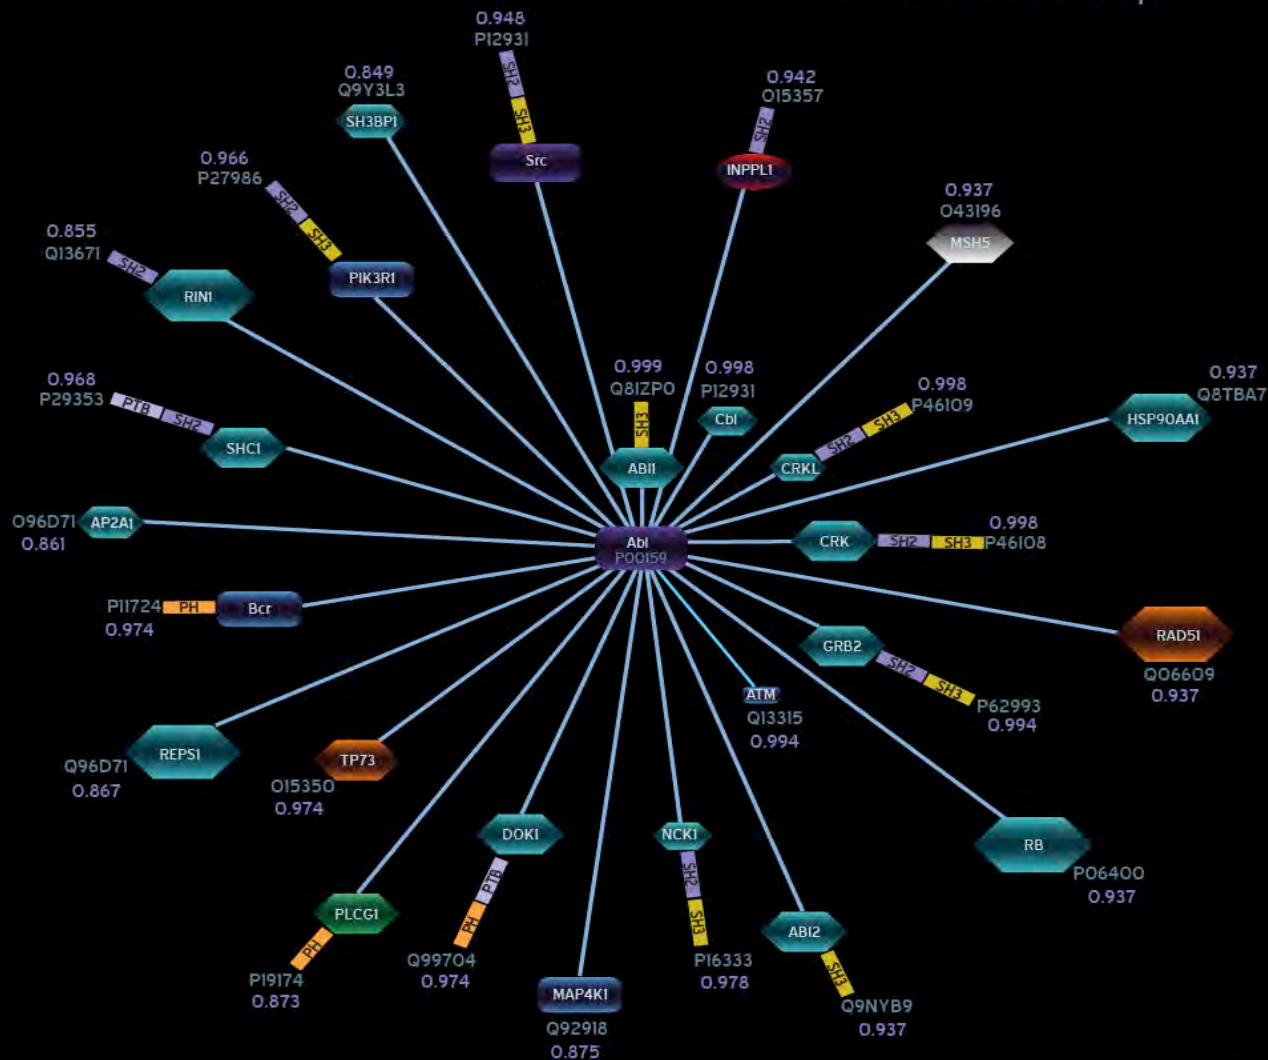 0.948
P12931
SH2
SH3
Src
0.849
Q9Y3L3
SH3BP1
0.942
O15357
SH2
INPPL1
0.966
P27986
SH2
SH3
PIK3R1
0.937
O43196
MSH5
0.855
Q13671
SH2
RIN1
0.999
Q8IZP0
SH3
ABI1
0.998
P12931
Cbl
0.998
P46109
SH2
SH3
CRKL
0.937
Q8TBA7
HSP90AA1
0.968
P29353
PTB
SH2
SHC1
O96D71
0.861
AP2A1
Abl
P00159
CRK
SH2
SH3
0.998
P46108
P11724
0.974
PH
Bcr
GRB2
SH2
SH3
P62993
0.994
RAD51
Q06609
0.937
ATM
Q13315
0.994
REPS1
Q96D71
0.867
TP73
O15350
0.974
DOK1
PTB
PH
Q99704
0.974
NCK1
SH2
SH3
P16333
0.978
RB
P06400
0.937
PLCG1
PH
P19174
0.873
MAP4K1
Q92918
0.875
ABI2
SH3
Q9NYB9
0.937